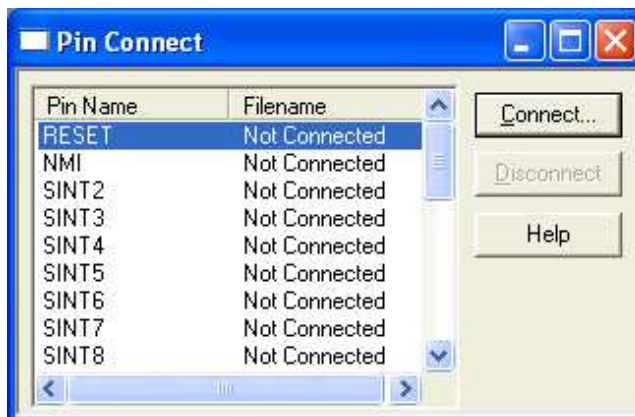 Pin Connect
Pin Name Filename
RESET Not Connected
NMI Not Connected
SINT2 Not Connected
SINT3 Not Connected
SINT4 Not Connected
SINT5 Not Connected
SINT6 Not Connected
SINT7 Not Connected
SINT8 Not Connected
Connect...
Disconnect
Help